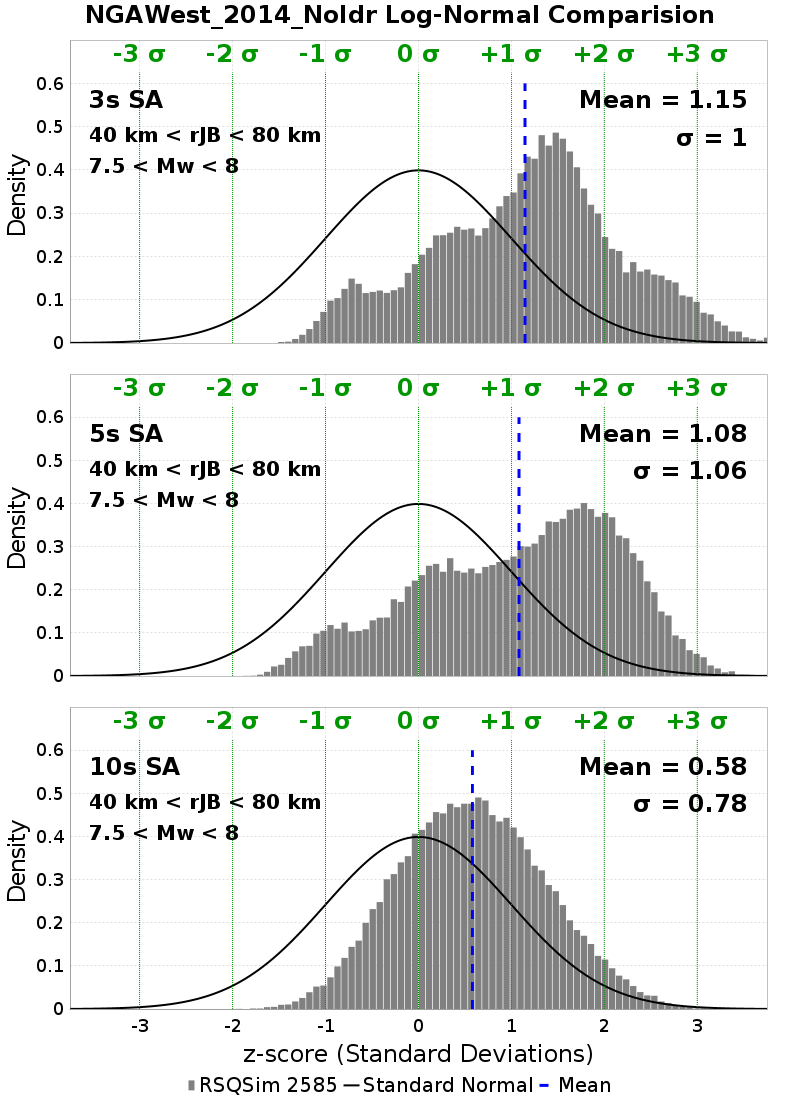 NGAWest_2014_NoIdr Log-Normal Comparision
-3 σ -2 σ -1 σ 0 σ +1 σ +2 σ +3 σ
0.6
3s SA Mean = 1.15
0.5
40 km < rJB < 80 km σ = 1
7.5 < Mw < 8
0.4
0.3
0.2
0.1
0
Density
-3 σ -2 σ -1 σ 0 σ +1 σ +2 σ +3 σ
0.6
5s SA Mean = 1.08
0.5
40 km < rJB < 80 km σ = 1.06
7.5 < Mw < 8
0.4
0.3
0.2
0.1
0
Density
-3 σ -2 σ -1 σ 0 σ +1 σ +2 σ +3 σ
0.6
10s SA Mean = 0.58
0.5
40 km < rJB < 80 km σ = 0.78
7.5 < Mw < 8
0.4
0.3
0.2
0.1
0
Density
-3 -2 -1 0 1 2 3
z-score (Standard Deviations)
RSQSim 2585 Standard Normal Mean